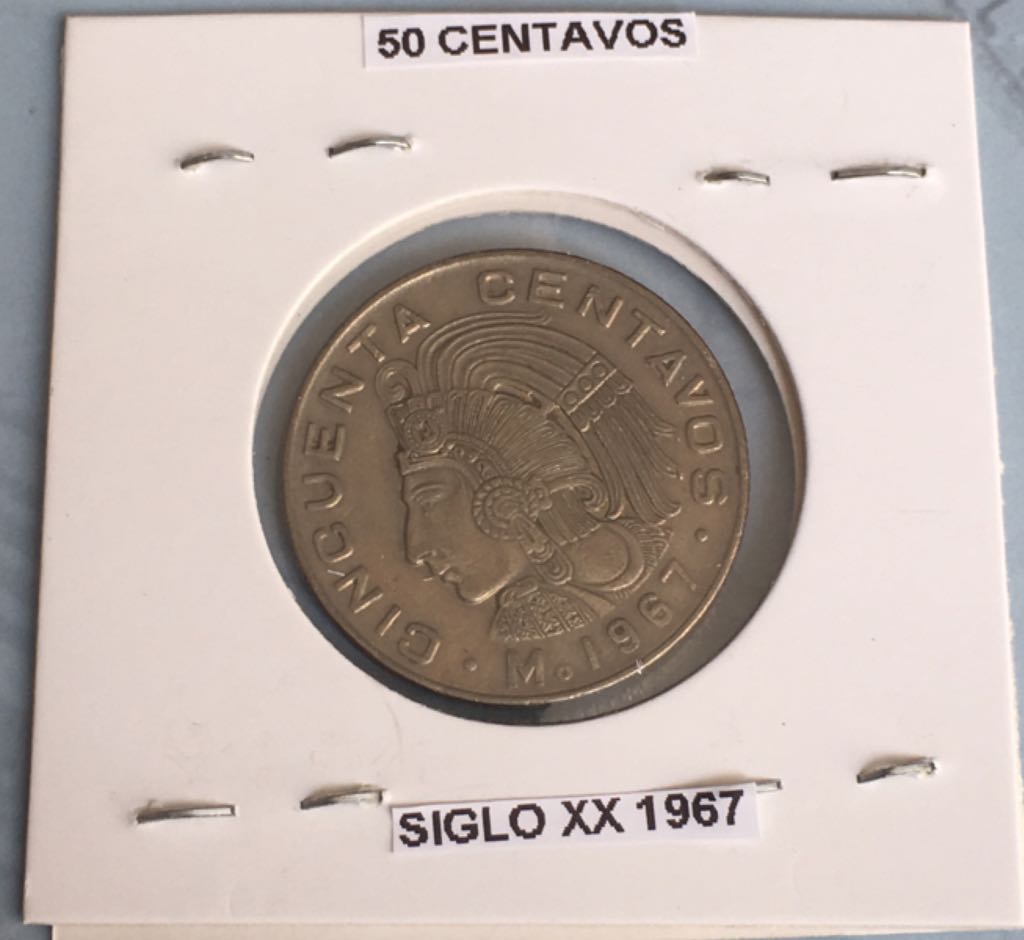 50 CENTAVOS
CINCUENTA CENTAVOS
M. 1967
SIGLO XX 1967